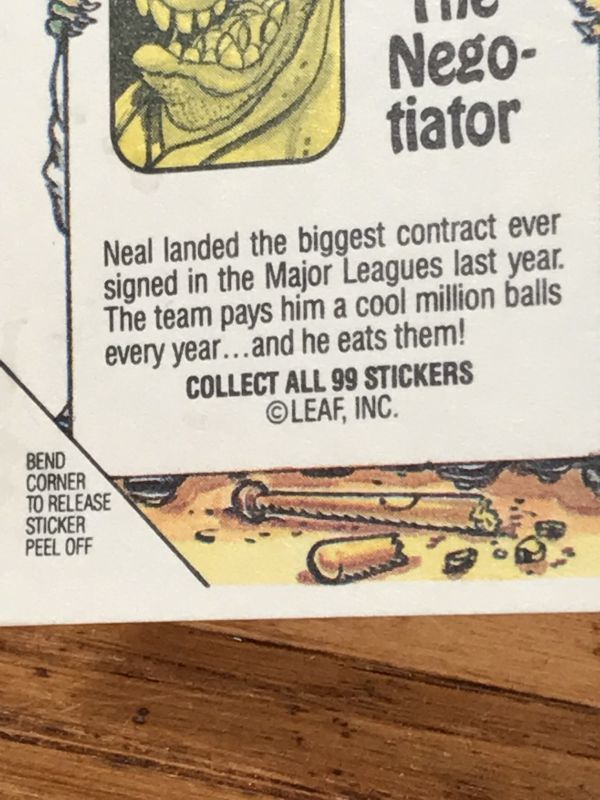 The
Nego-
tiator
Neal landed the biggest contract ever
signed in the Major Leagues last year.
The team pays him a cool million balls
every year...and he eats them!
COLLECT ALL 99 STICKERS
©LEAF, INC.
BEND
CORNER
TO RELEASE
STICKER
PEEL OFF